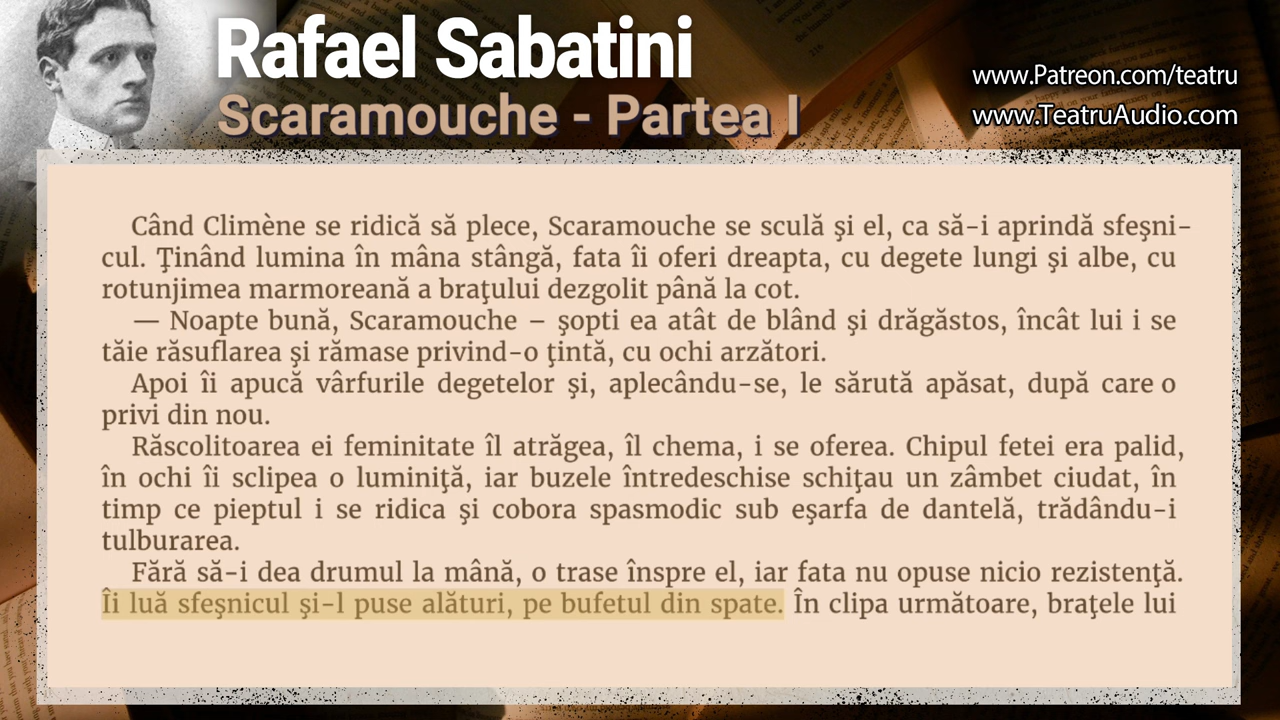 Rafael Sabatini
Scaramouche - Partea I
www.Patreon.com/teatru
www.TeatruAudio.com
Când Climène se ridică să plece, Scaramouche se sculă şi el, ca să-i aprindă sfeşni-
cul. Ţinând lumina în mâna stângă, fata îi oferi dreapta, cu degete lungi şi albe, cu
rotunjimea marmoreană a braţului dezgolit până la cot.
— Noapte bună, Scaramouche – şopti ea atât de blând şi drăgăstos, încât lui i se
tăie răsuflarea şi rămase privind-o ţintă, cu ochi arzători.
Apoi îi apucă vârfurile degetelor şi, aplecându-se, le sărută apăsat, după care o
privi din nou.
Răscolitoarea ei feminitate îl atrăgea, îl chema, i se oferea. Chipul fetei era palid,
în ochi îi sclipea o luminiţă, iar buzele întredeschise schiţau un zâmbet ciudat, în
timp ce pieptul i se ridica şi cobora spasmodic sub eşarfa de dantelă, trădându-i
tulburarea.
Fără să-i dea drumul la mână, o trase înspre el, iar fata nu opuse nicio rezistenţă.
Îi luă sfeşnicul şi-l puse alături, pe bufetul din spate. În clipa următoare, braţele lui